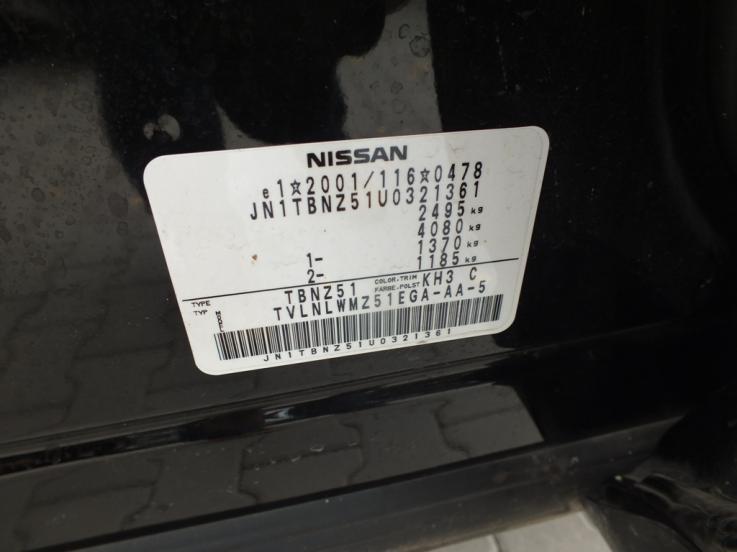 NISSAN
e1☆2001/116☆0478
JN1TBNZ51U0321361
2495 kg
4080 kg
1- 1370 kg
2- 1185 kg
TYPE TYP TBNZ51 COLOR.TRIM FARBE.POLST KH3 C
MODELL TVLNLWMZ51EGA-AA-5
JN1TBNZ51U0321361